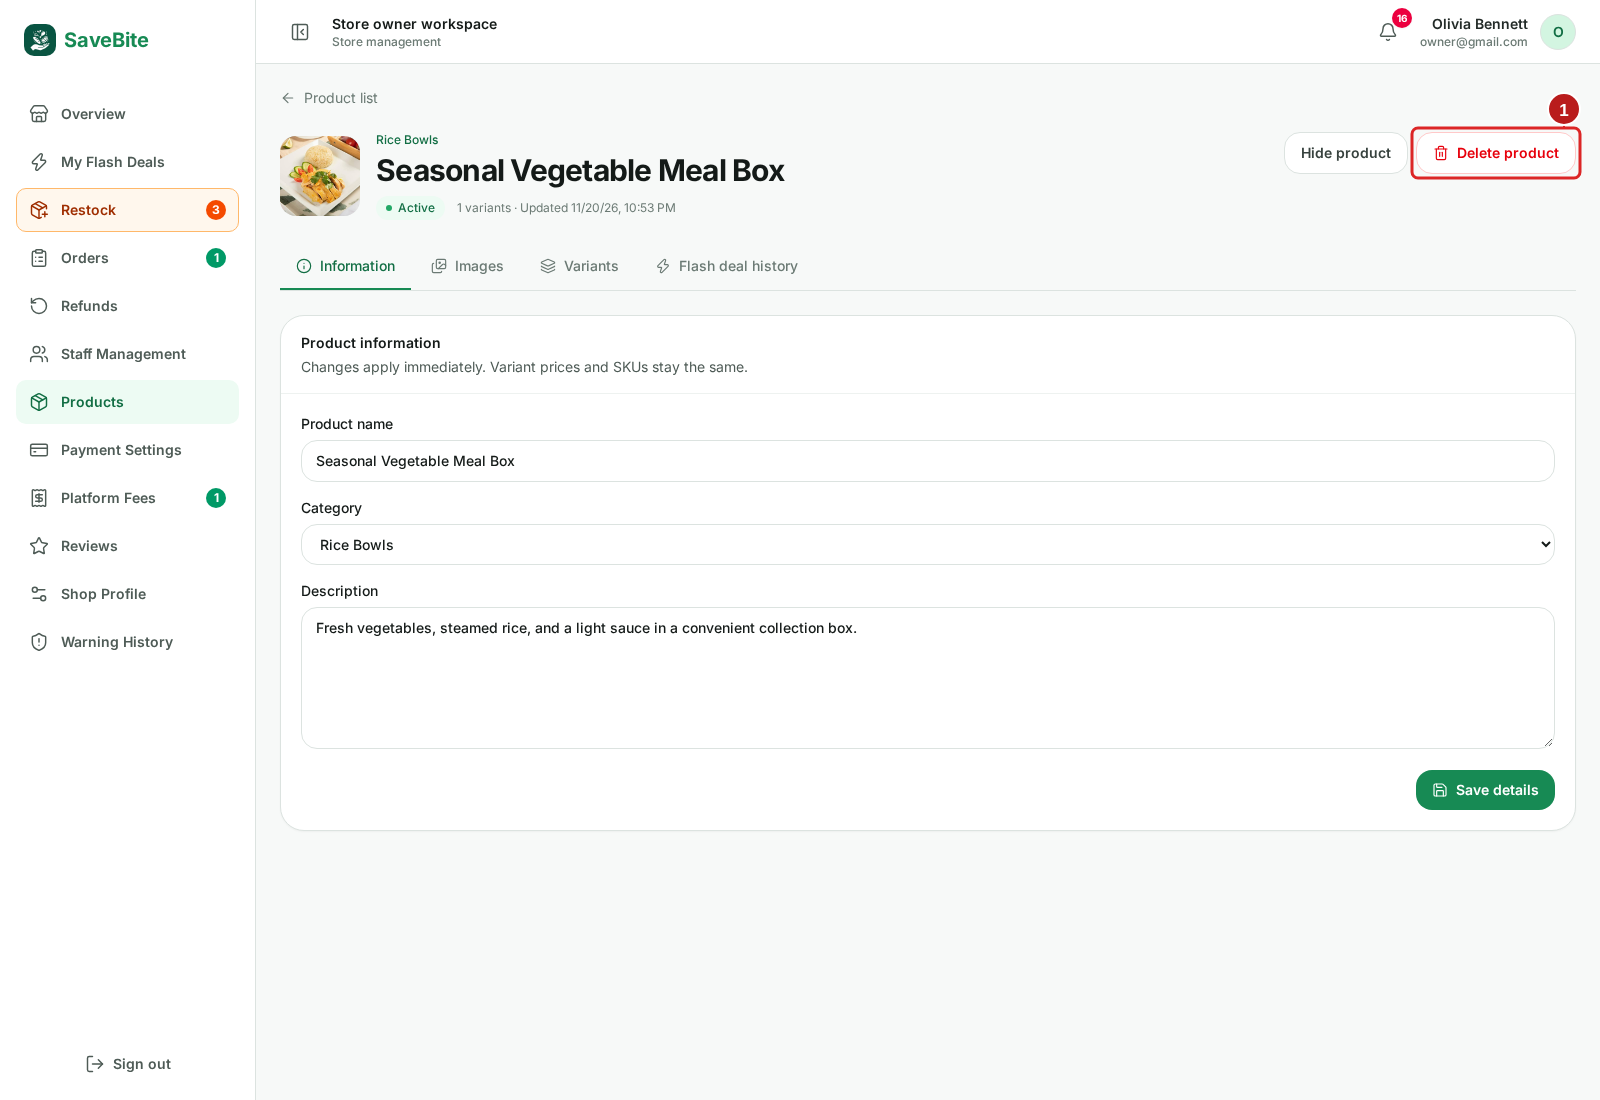 SaveBite
Store owner workspace
Store management
16
Olivia Bennett
owner@gmail.com
O
Overview
My Flash Deals
Restock 3
Orders 1
Refunds
Staff Management
Products
Payment Settings
Platform Fees 1
Reviews
Shop Profile
Warning History
Sign out
Product list
1
Rice Bowls
Seasonal Vegetable Meal Box
Active 1 variants · Updated 11/20/26, 10:53 PM
Hide product
Delete product
Information Images Variants Flash deal history
Product information
Changes apply immediately. Variant prices and SKUs stay the same.
Product name
Seasonal Vegetable Meal Box
Category
Rice Bowls
Description
Fresh vegetables, steamed rice, and a light sauce in a convenient collection box.
Save details